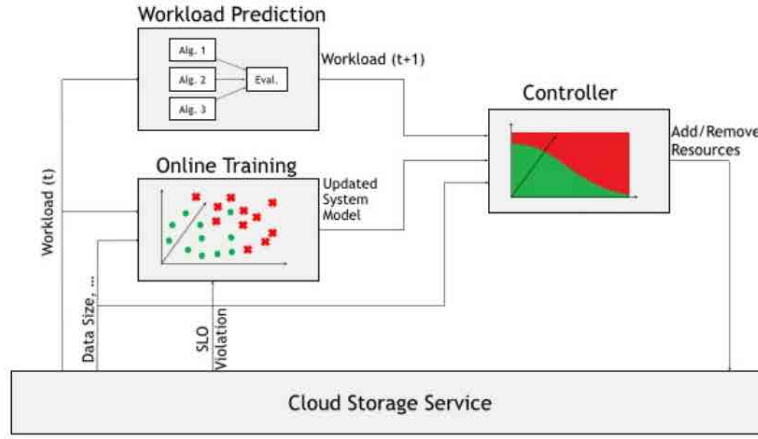 Workload Prediction
Alg. 1
Alg. 2
Alg. 3
Eval.
Workload (t+1)
Controller
Add/Remove
Resources
Online Training
Updated
System
Model
Workload (t)
Data Size, ...
SLO
Violation
Cloud Storage Service